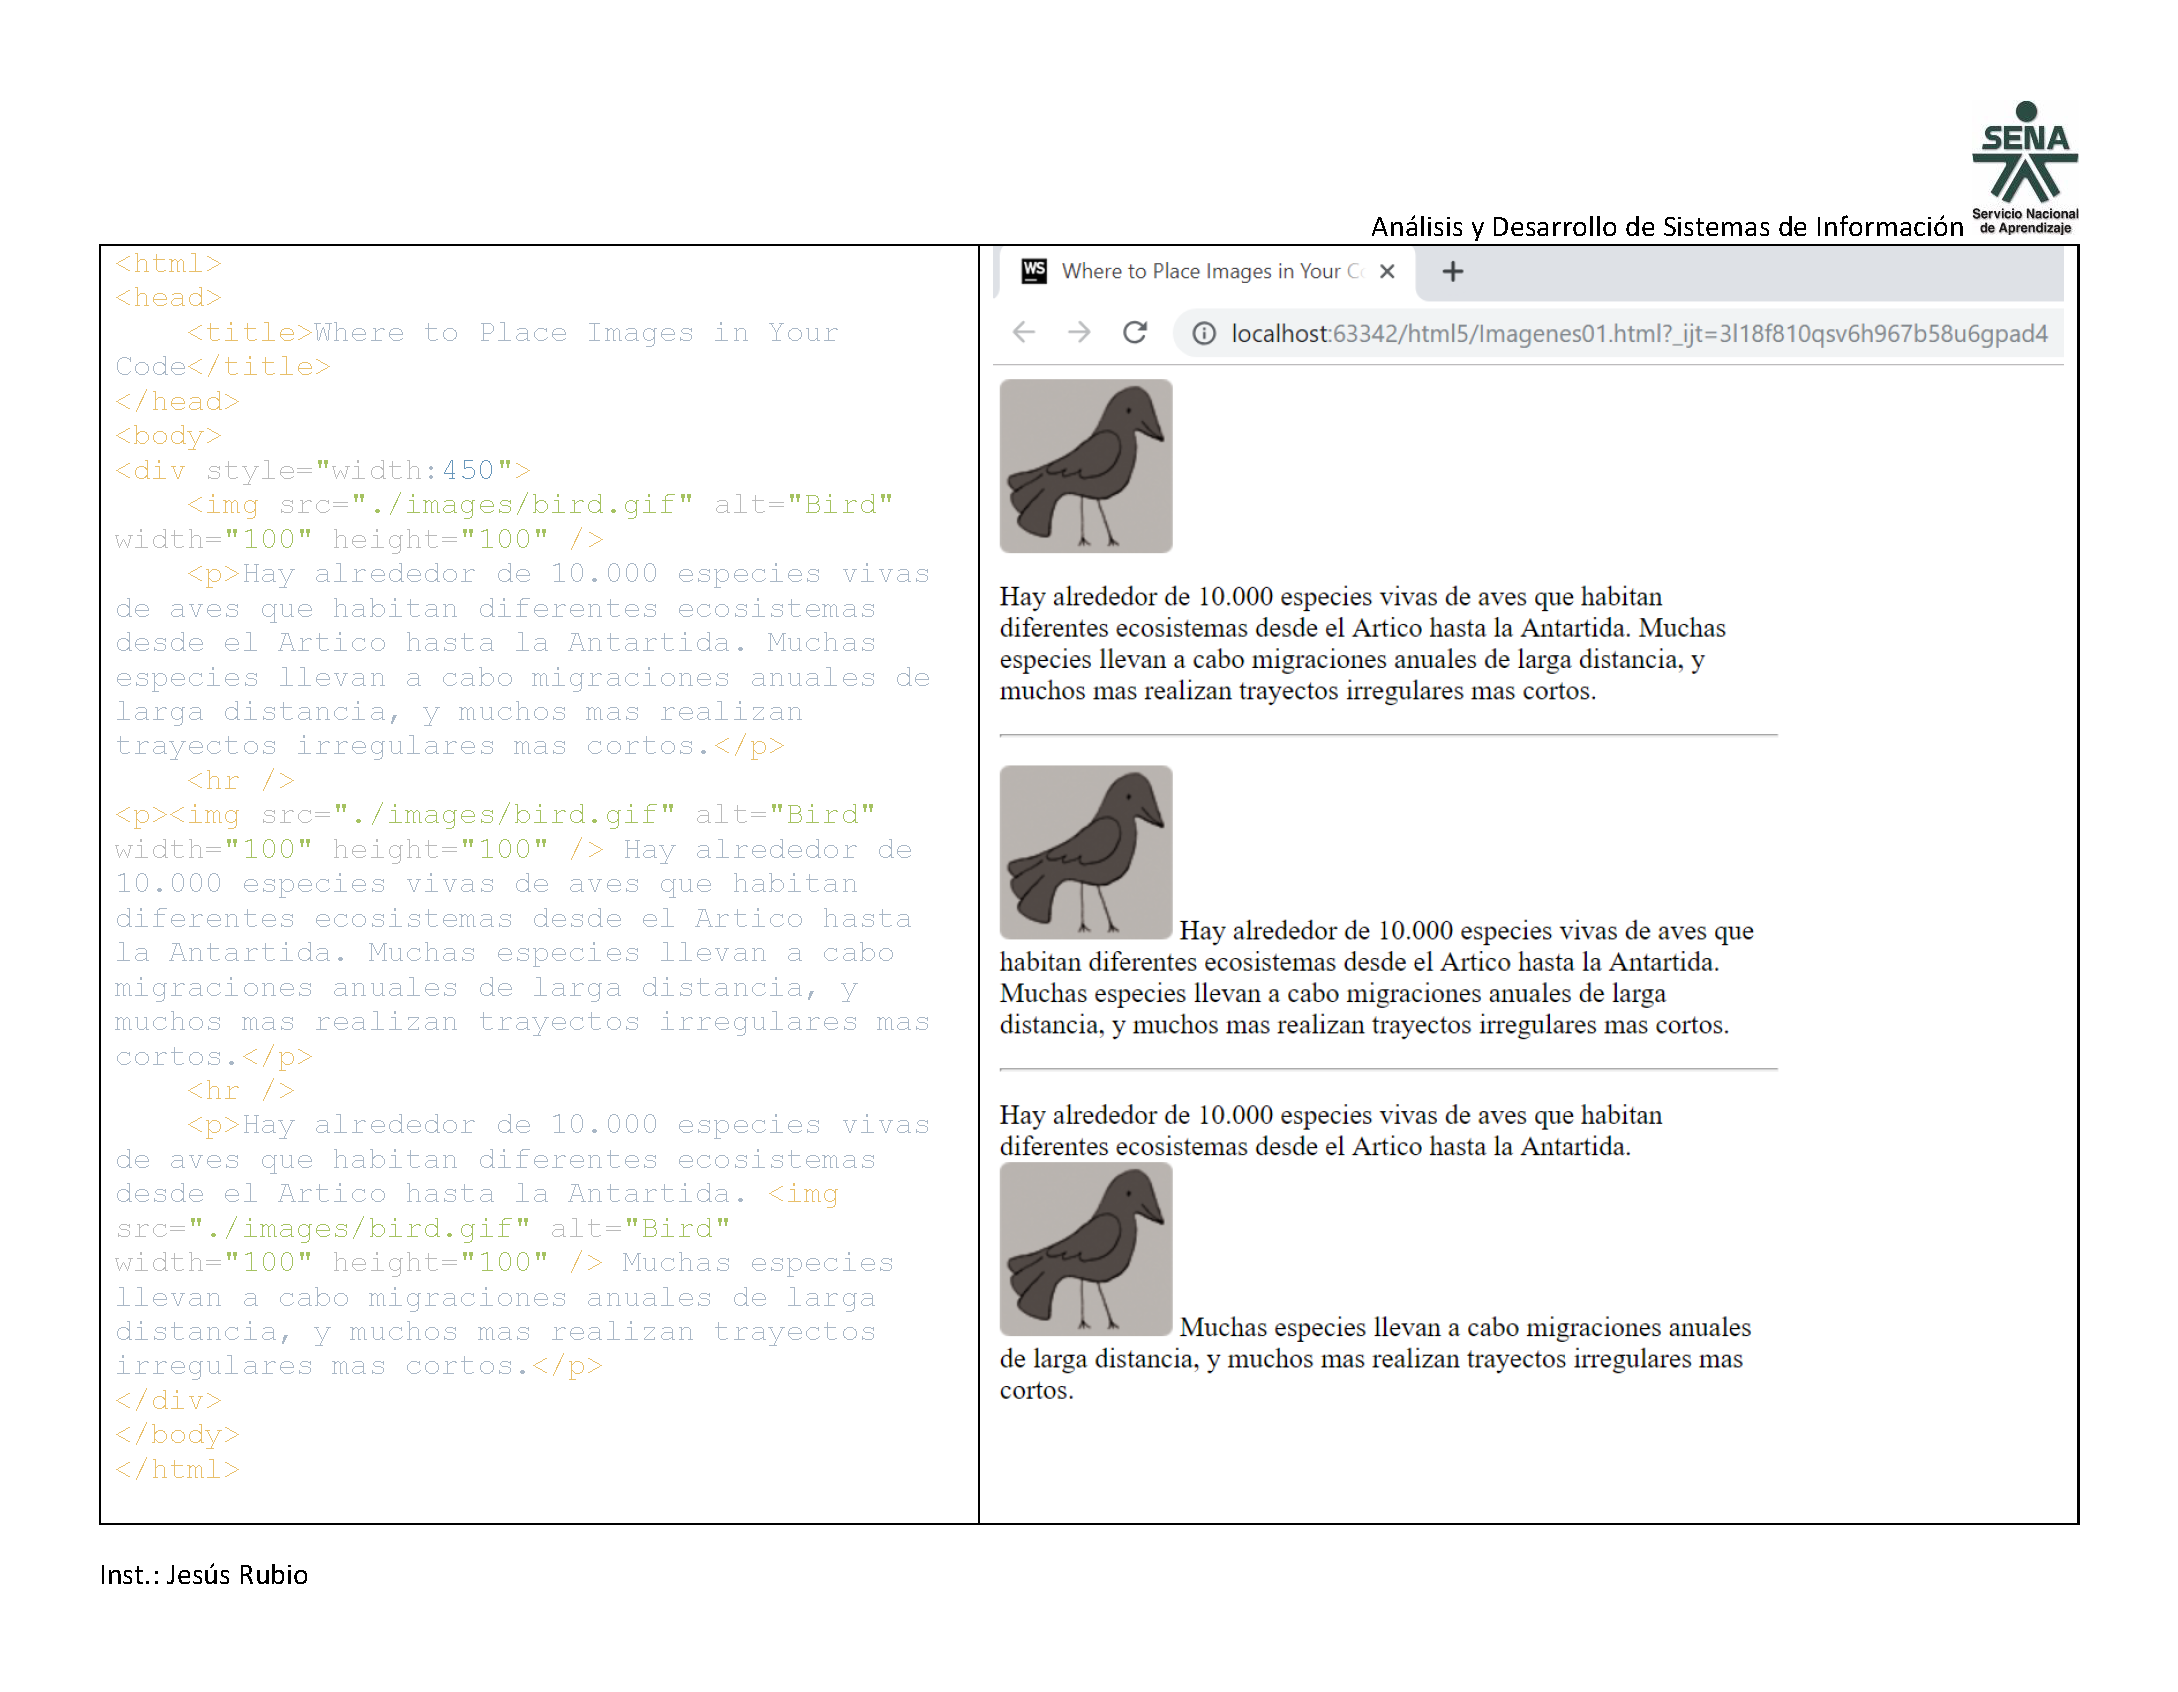 SENA
Servicio Nacional
de Aprendizaje
Análisis y Desarrollo de Sistemas de Información
<html>
<head>
    <title>Where to Place Images in Your
Code</title>
</head>
<body>
<div style="width:450">
    <img src="./images/bird.gif" alt="Bird"
width="100" height="100" />
    <p>Hay alrededor de 10.000 especies vivas
de aves que habitan diferentes ecosistemas
desde el Artico hasta la Antartida. Muchas
especies llevan a cabo migraciones anuales de
larga distancia, y muchos mas realizan
trayectos irregulares mas cortos.</p>
    <hr />
<p><img src="./images/bird.gif" alt="Bird"
width="100" height="100" /> Hay alrededor de
10.000 especies vivas de aves que habitan
diferentes ecosistemas desde el Artico hasta
la Antartida. Muchas especies llevan a cabo
migraciones anuales de larga distancia, y
muchos mas realizan trayectos irregulares mas
cortos.</p>
    <hr />
    <p>Hay alrededor de 10.000 especies vivas
de aves que habitan diferentes ecosistemas
desde el Artico hasta la Antartida. <img
src="./images/bird.gif" alt="Bird"
width="100" height="100" /> Muchas especies
llevan a cabo migraciones anuales de larga
distancia, y muchos mas realizan trayectos
irregulares mas cortos.</p>
</div>
</body>
</html>
WS Where to Place Images in Your C
localhost:63342/html5/Imagenes01.html?_ijt=3l18f810qsv6h967b58u6gpad4
Hay alrededor de 10.000 especies vivas de aves que habitan
diferentes ecosistemas desde el Artico hasta la Antartida. Muchas
especies llevan a cabo migraciones anuales de larga distancia, y
muchos mas realizan trayectos irregulares mas cortos.
Hay alrededor de 10.000 especies vivas de aves que
habitan diferentes ecosistemas desde el Artico hasta la Antartida.
Muchas especies llevan a cabo migraciones anuales de larga
distancia, y muchos mas realizan trayectos irregulares mas cortos.
Hay alrededor de 10.000 especies vivas de aves que habitan
diferentes ecosistemas desde el Artico hasta la Antartida.
Muchas especies llevan a cabo migraciones anuales
de larga distancia, y muchos mas realizan trayectos irregulares mas
cortos.
Inst.: Jesús Rubio